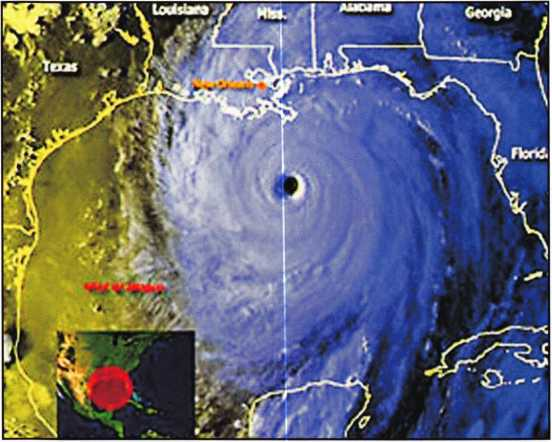 Louisiana
Miss.
Alabama
Georgia
Texas
New Orleans
Florida